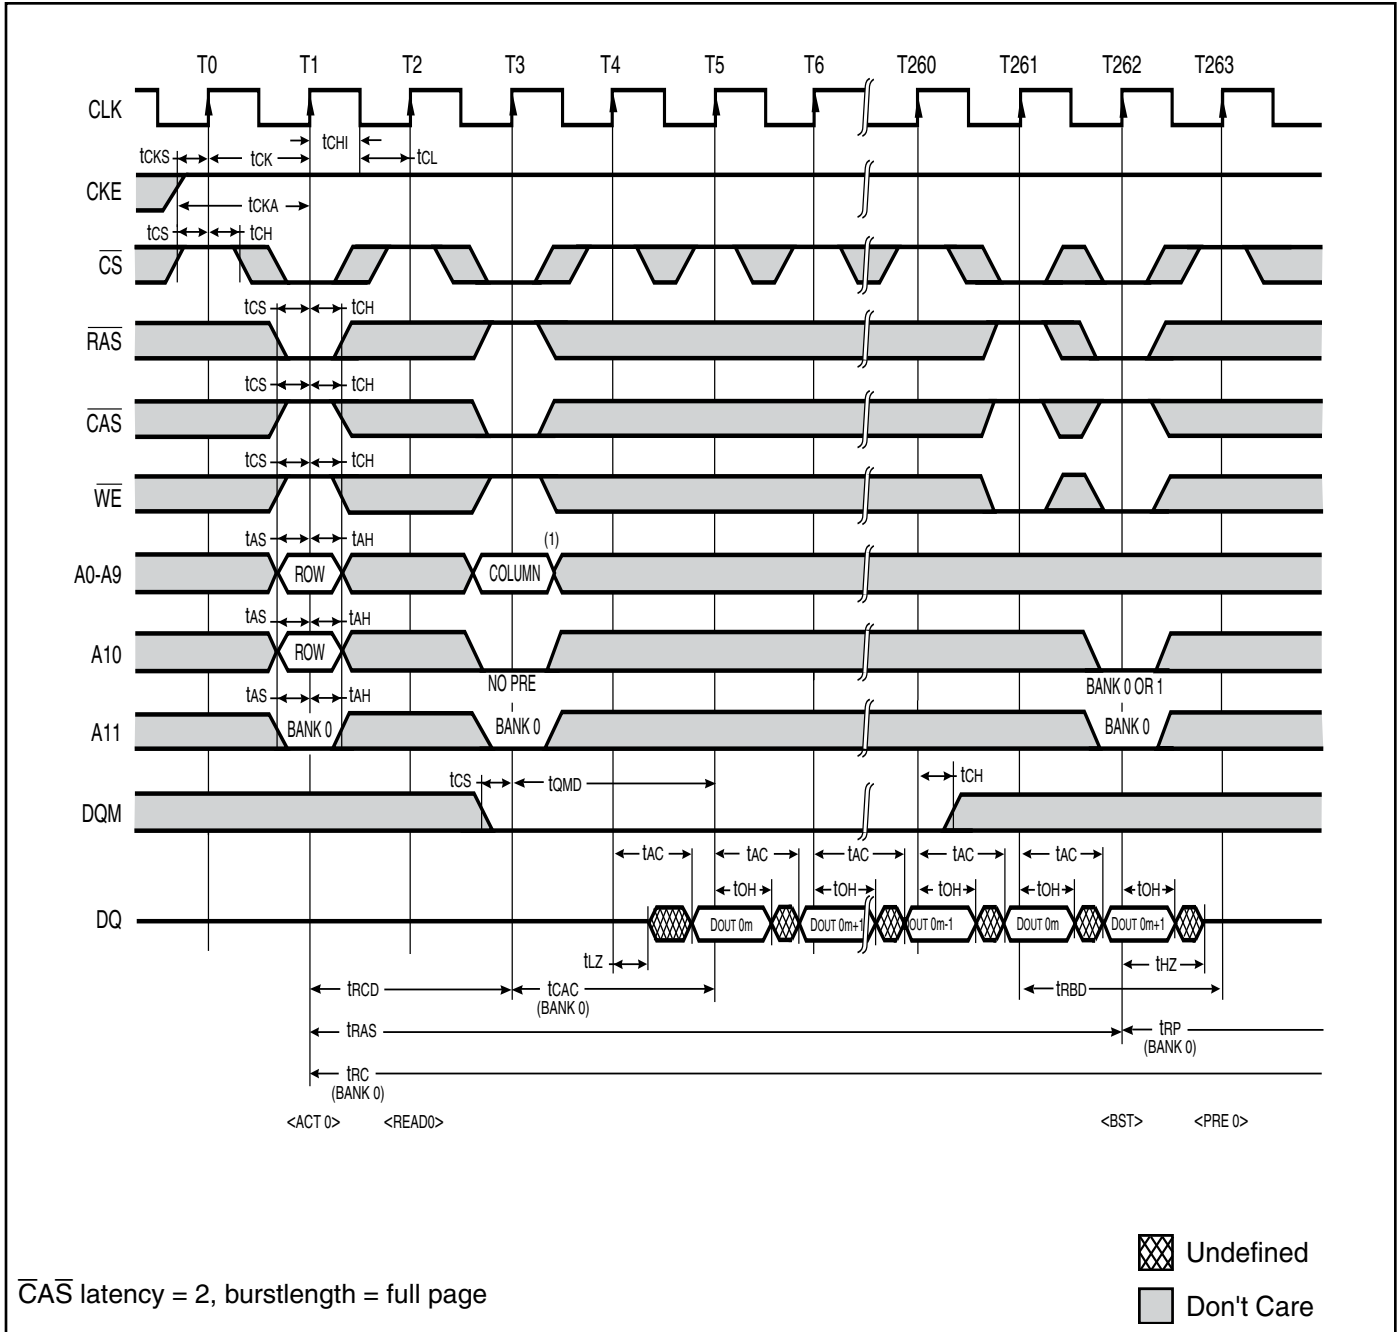 T0 T1 T2 T3 T4 T5 T6 T260 T261 T262 T263
CLK
tCHI
tCKS tCK tCL
CKE
tCKA
tCS tCH
CS
tCS tCH
RAS
tCS tCH
CAS
tCS tCH
WE
tAS tAH (1)
A0-A9 ROW COLUMN
tAS tAH
A10 ROW
NO PRE BANK 0 OR 1
tAS tAH
A11 BANK 0 BANK 0 BANK 0
tCS tQMD tCH
DQM
tAC tAC tAC tAC tAC
tOH tOH tOH tOH tOH
DQ DOUT 0m DOUT 0m+1 OUT 0m-1 DOUT 0m DOUT 0m+1
tLZ tHZ
tRCD tCAC tRBD
(BANK 0)
tRAS tRP
(BANK 0)
tRC
(BANK 0)
<ACT 0> <READ0> <BST> <PRE 0>
Undefined
CAS latency = 2, burstlength = full page
Don't Care